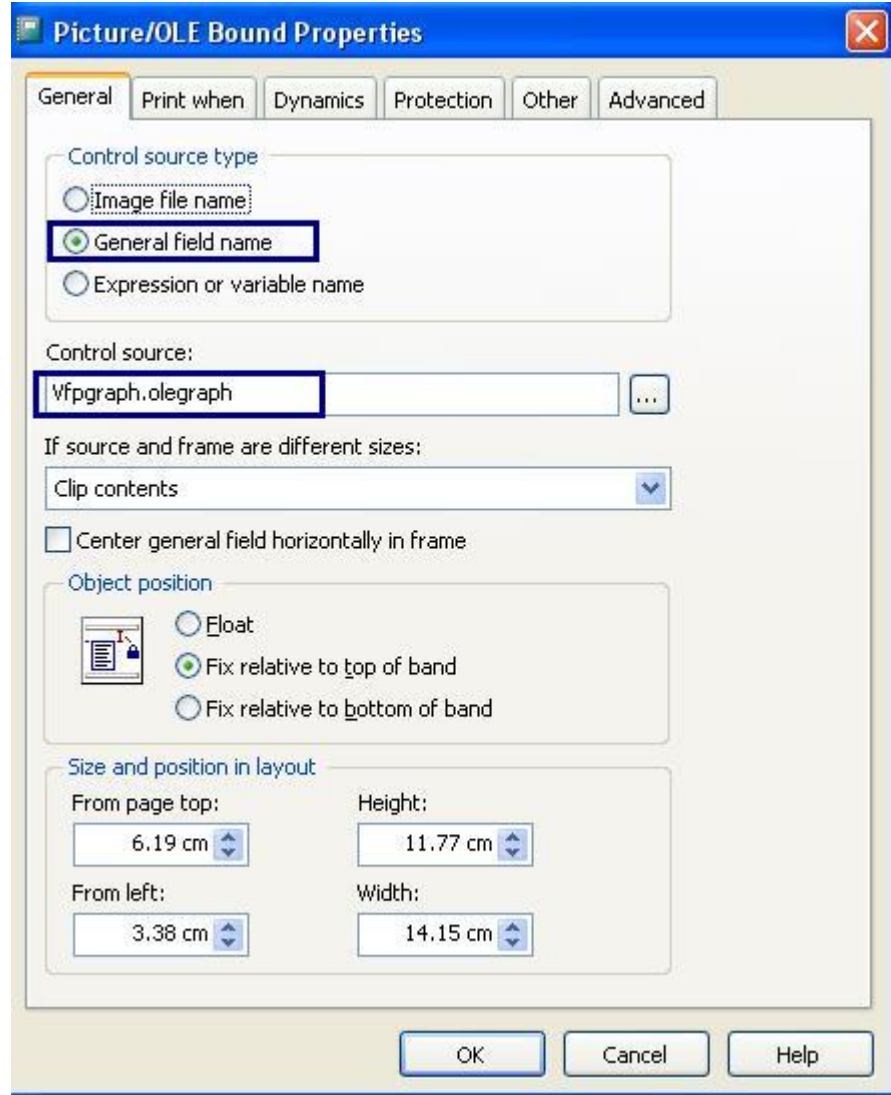 Picture/OLE Bound Properties
General Print when Dynamics Protection Other Advanced
Control source type
Image file name
General field name
Expression or variable name
Control source:
Vfpgraph.olegraph
...
If source and frame are different sizes:
Clip contents
Center general field horizontally in frame
Object position
Float
Fix relative to top of band
Fix relative to bottom of band
Size and position in layout
From page top: Height:
6.19 cm 11.77 cm
From left: Width:
3.38 cm 14.15 cm
OK Cancel Help